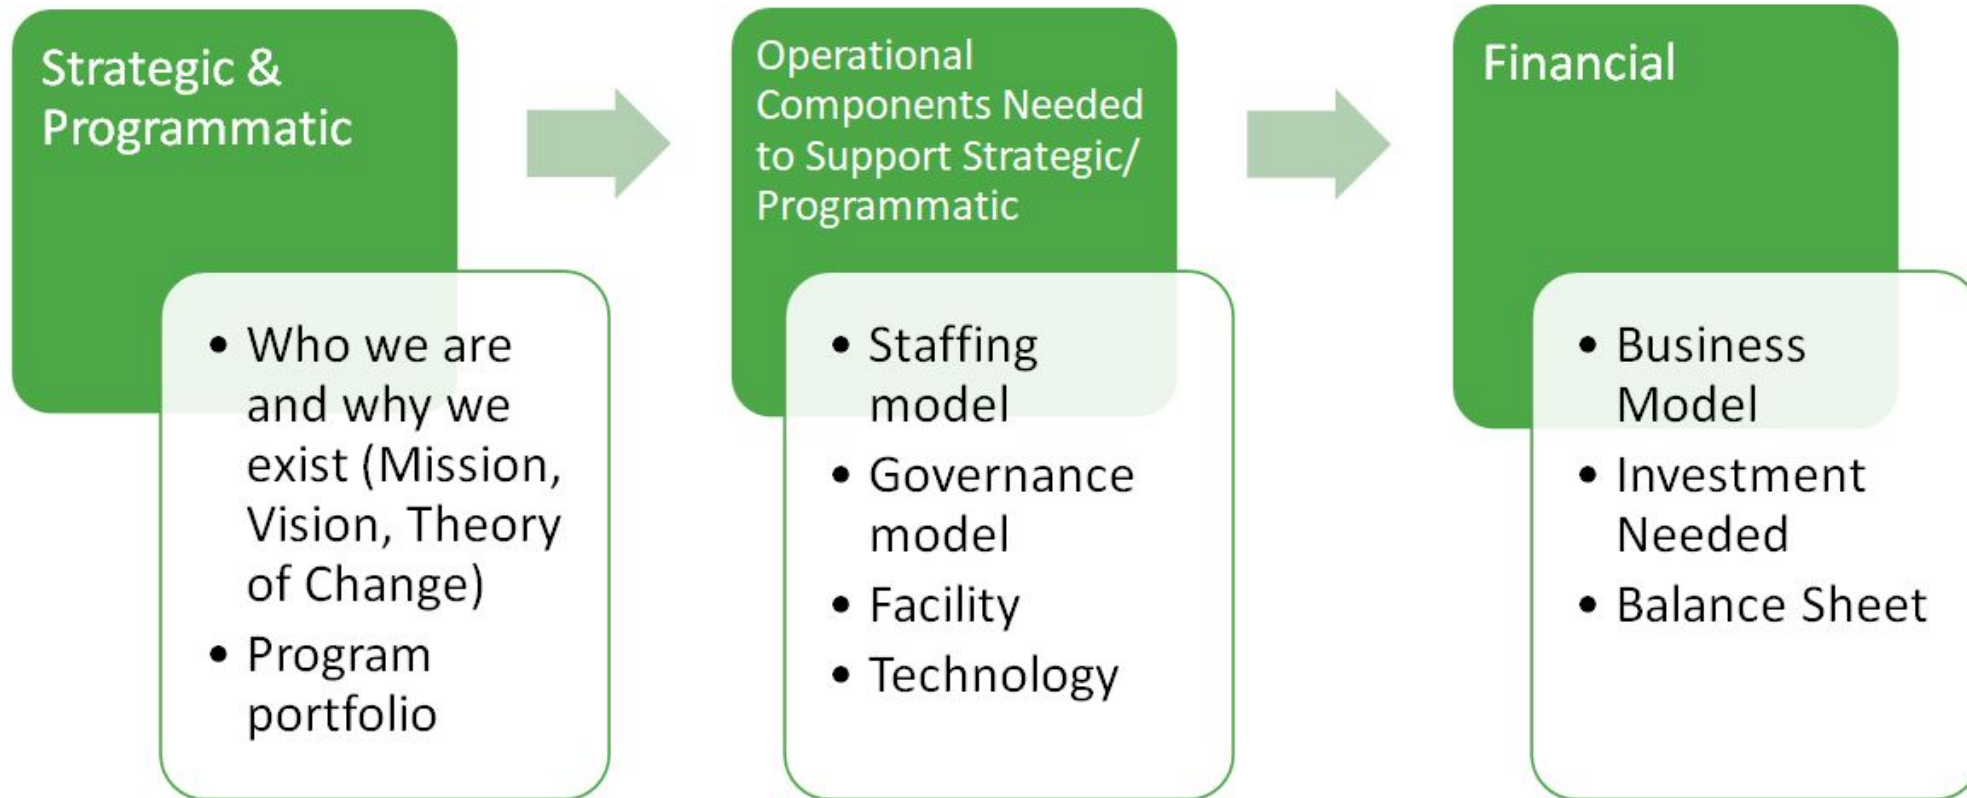 Strategic &
Programmatic
• Who we are
and why we
exist (Mission,
Vision, Theory
of Change)
• Program
portfolio
Operational
Components Needed
to Support Strategic/
Programmatic
• Staffing
model
• Governance
model
• Facility
• Technology
Financial
• Business
Model
• Investment
Needed
• Balance Sheet